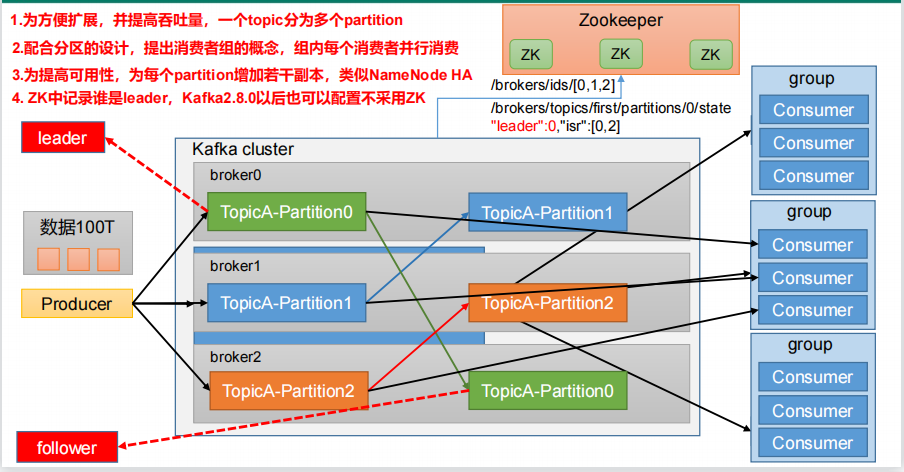 1.为方便扩展，并提高吞吐量，一个topic分为多个partition
2.配合分区的设计，提出消费者组的概念，组内每个消费者并行消费
3.为提高可用性，为每个partition增加若干副本，类似NameNode HA
4. ZK中记录谁是leader，Kafka2.8.0以后也可以配置不采用ZK
Zookeeper
ZK
ZK
ZK
/brokers/ids/[0,1,2]
/brokers/topics/first/partitions/0/state
"leader":0,"isr":[0,2]
leader
数据100T
Producer
follower
Kafka cluster
broker0
TopicA-Partition0
TopicA-Partition1
broker1
TopicA-Partition1
TopicA-Partition2
broker2
TopicA-Partition2
TopicA-Partition0
group
Consumer
Consumer
Consumer
group
Consumer
Consumer
Consumer
group
Consumer
Consumer
Consumer